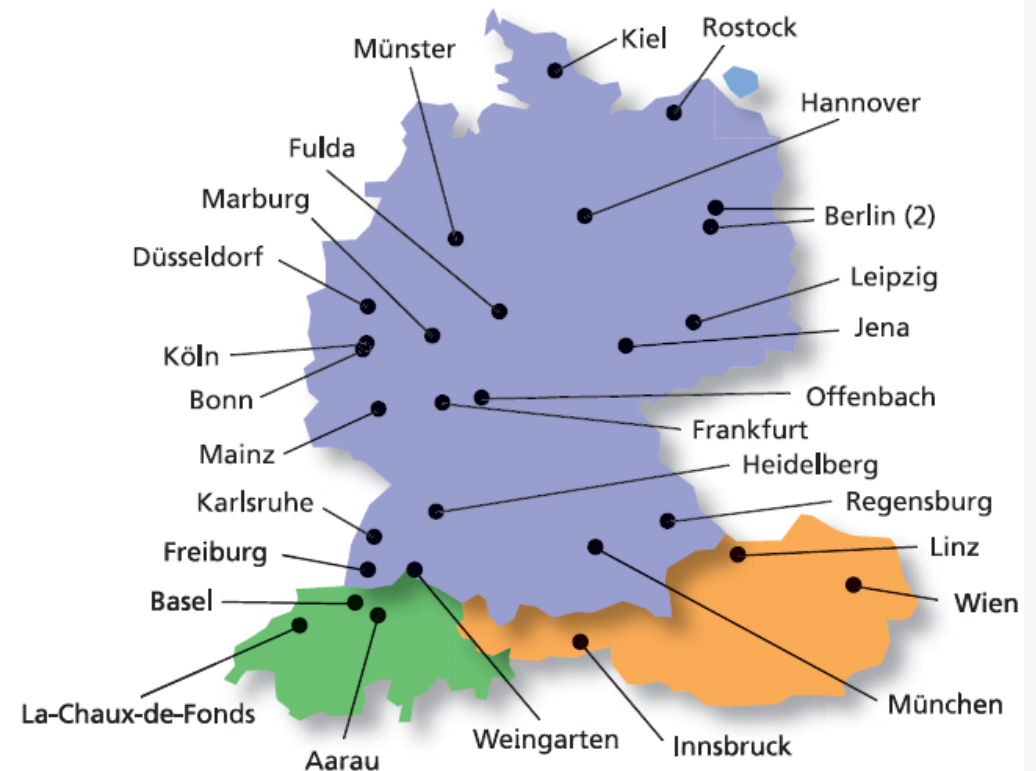 Kiel
Rostock
Münster
Hannover
Fulda
Marburg
Berlin (2)
Düsseldorf
Leipzig
Jena
Köln
Bonn
Offenbach
Frankfurt
Mainz
Heidelberg
Karlsruhe
Regensburg
Freiburg
Linz
Basel
Wien
La-Chaux-de-Fonds
München
Weingarten
Innsbruck
Aarau